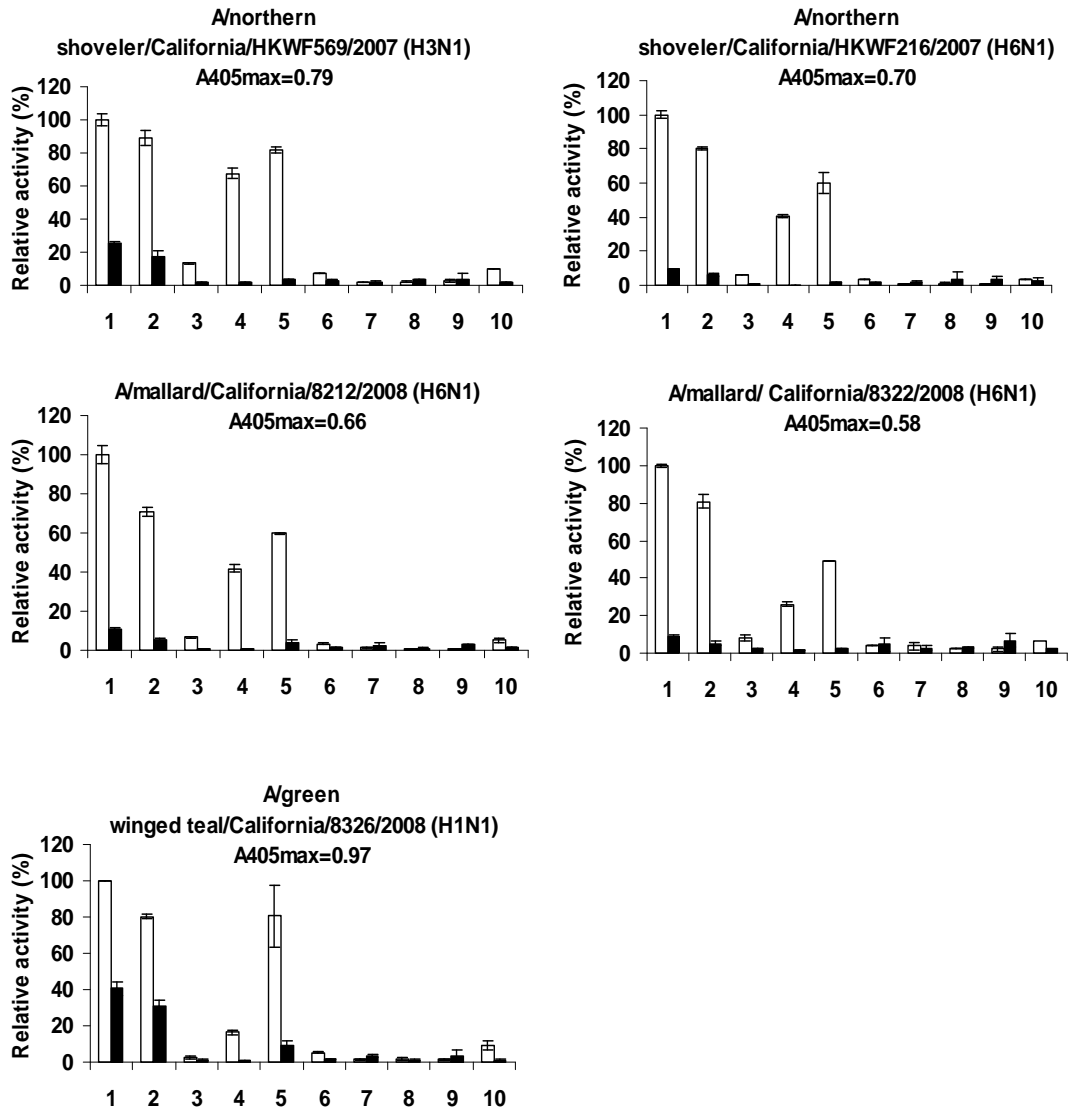 A/northern
shoveler/California/HKWF569/2007 (H3N1)
A405max=0.79
Relative activity (%)
120
100
80
60
40
20
0
1 2 3 4 5 6 7 8 9 10
A/northern
shoveler/California/HKWF216/2007 (H6N1)
A405max=0.70
Relative activity (%)
120
100
80
60
40
20
0
1 2 3 4 5 6 7 8 9 10
A/mallard/California/8212/2008 (H6N1)
A405max=0.66
Relative activity (%)
120
100
80
60
40
20
0
1 2 3 4 5 6 7 8 9 10
A/mallard/ California/8322/2008 (H6N1)
A405max=0.58
Relative activity (%)
120
100
80
60
40
20
0
1 2 3 4 5 6 7 8 9 10
A/green
winged teal/California/8326/2008 (H1N1)
A405max=0.97
Relative activity (%)
120
100
80
60
40
20
0
1 2 3 4 5 6 7 8 9 10